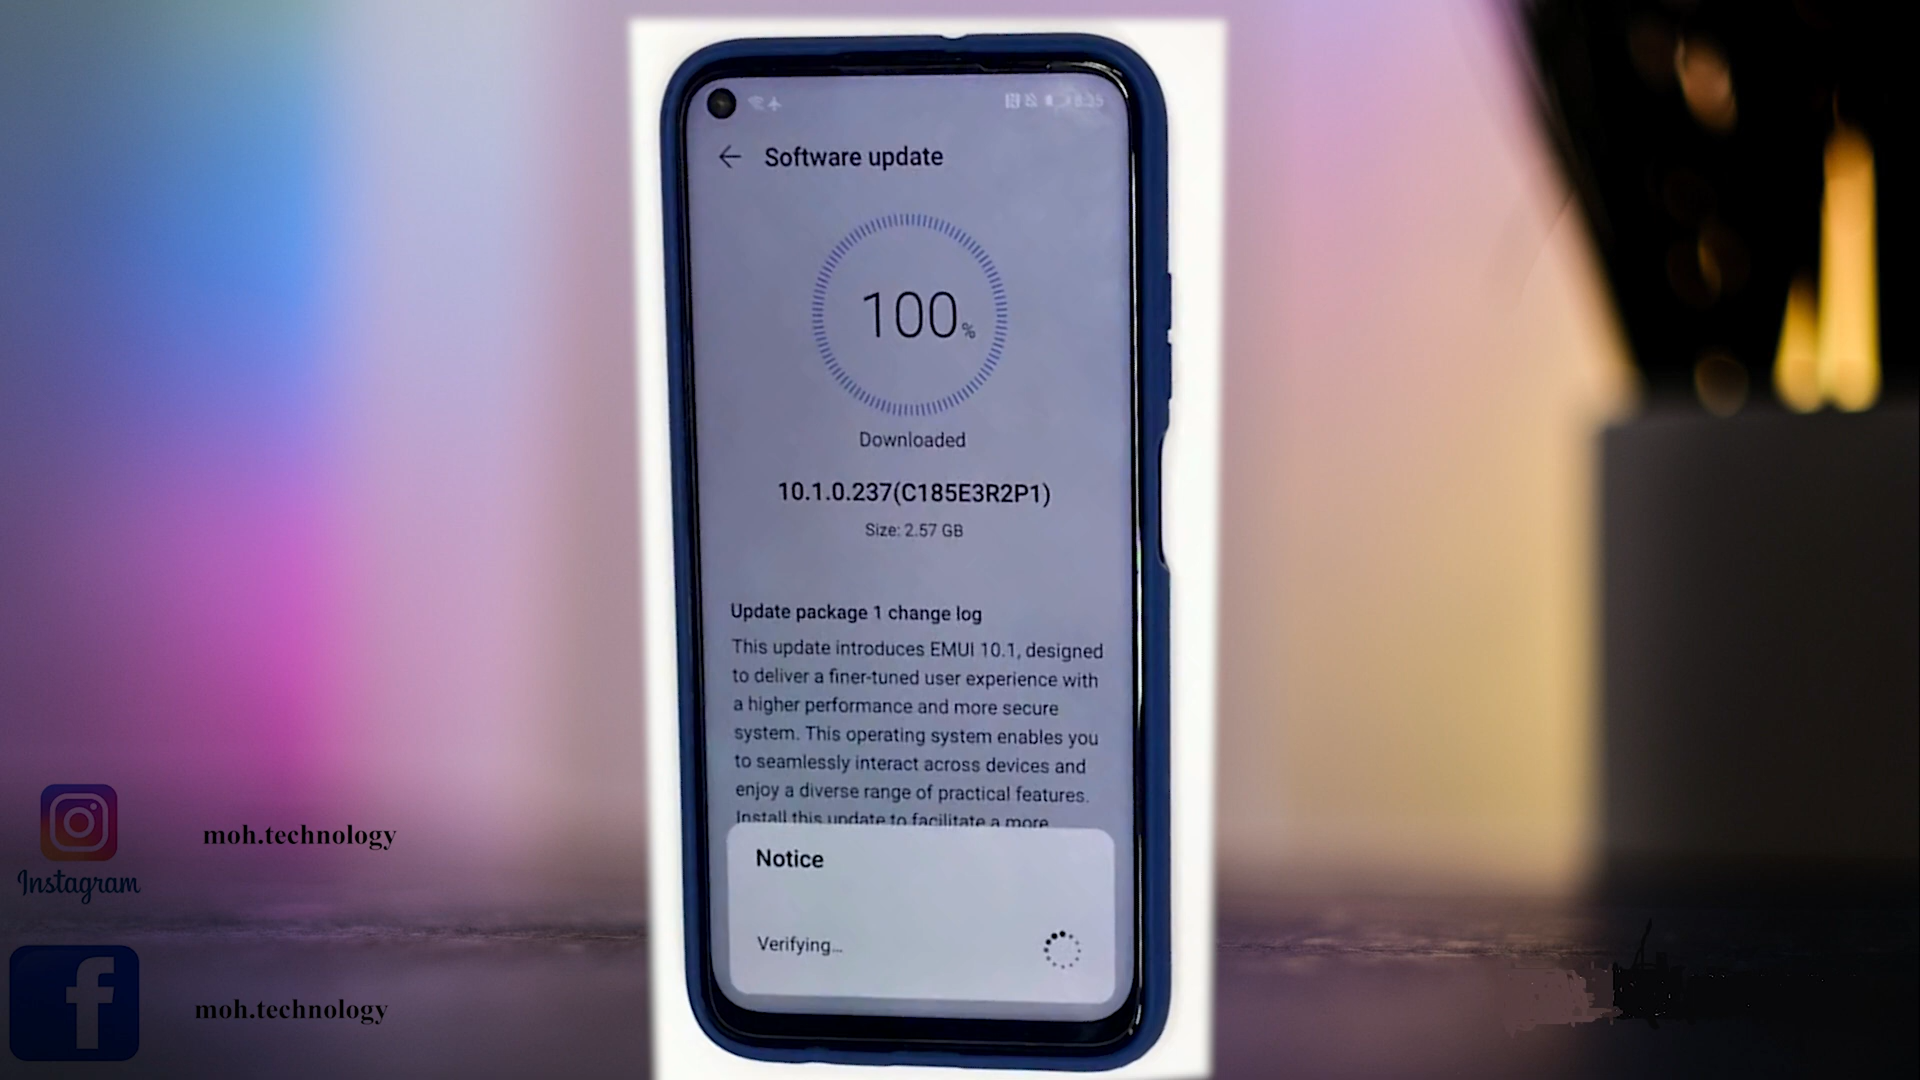 8:35
Software update
100%
Downloaded
10.1.0.237(C185E3R2P1)
Size: 2.57 GB
Update package 1 change log
This update introduces EMUI 10.1, designed
to deliver a finer-tuned user experience with
a higher performance and more secure
system. This operating system enables you
to seamlessly interact across devices and
enjoy a diverse range of practical features.
Install this update to facilitate a more
Notice
Verifying...
moh.technology
Instagram
f
moh.technology